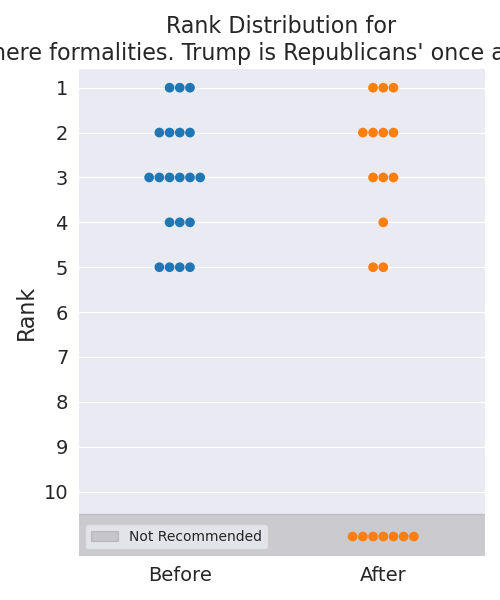 Rank Distribution for
mere formalities. Trump is Republicans' once a
1
2
3
4
5
6
7
8
9
10
Rank
Not Recommended
Before After